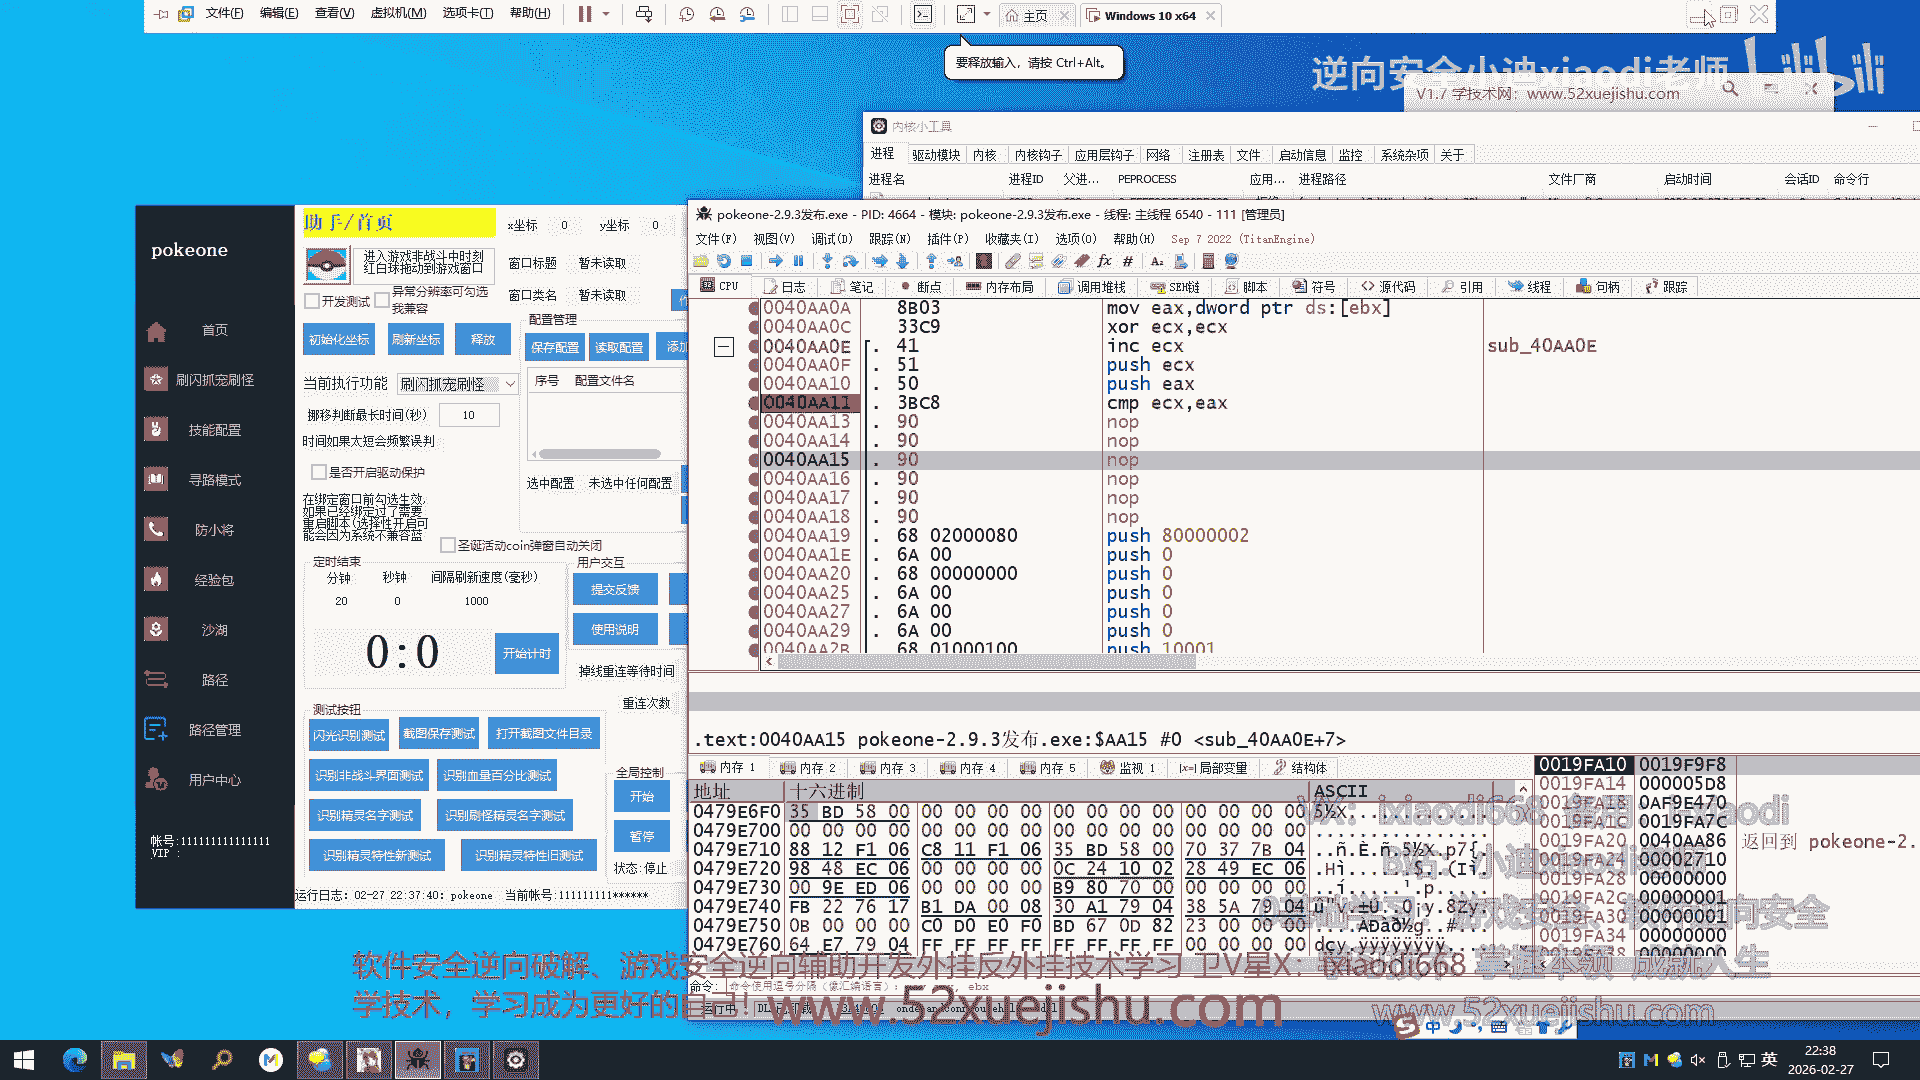 文件(F) 编辑(E) 查看(V) 虚拟机(M) 选项卡(T) 帮助(H) 主页 Windows 10 x64
要释放输入，请按 Ctrl+Alt。
逆向安全小迪xiaodi老师 bilibili
V1.7 学技术网：www.52xuejishu.com
内核小工具
进程 驱动模块 内核 内核钩子 应用层钩子 网络 注册表 文件 启动信息 监控 系统杂项 关于
进程名 进程ID 父进... PEPROCESS 应用... 进程路径 文件厂商 启动时间 会话ID 命令行
pokeone
首页
刷闪抓宠刷怪
技能配置
寻路模式
防小将
经验包
沙湖
路径
路径管理
用户中心
帐号:111111111111111
VIP :
助手/首页 x坐标 0 y坐标 0
进入游戏非战斗中时刻
红白球拖动到游戏窗口
窗口标题 暂未读取
开发测试 异常分辨率可勾选
我兼容
窗口类名 暂未读取
初始化坐标 刷新坐标 释放
配置管理
保存配置 读取配置 添加
当前执行功能 刷闪抓宠刷怪
序号 配置文件名
挪移判断最长时间(秒) 10
时间如果太短会频繁误判
是否开启驱动保护
选中配置 未选中任何配置
在绑定窗口前勾选生效,
如果已经绑定过了需要
重启脚本(选择性开启可
能会因为系统不兼容蓝
圣诞活动coin弹窗自动关闭
定时结束
分钟 秒钟 间隔刷新速度(毫秒)
20 0 1000
0:0 开始计时
用户交互
提交反馈
使用说明
掉线重连等待时间
重连次数
测试按钮
闪光识别测试 截图保存测试 打开截图文件目录
识别非战斗界面测试 识别血量百分比测试
识别精灵名字测试 识别刷怪精灵名字测试
识别精灵特性新测试 识别精灵特性旧测试
全局控制
开始
暂停
状态:停止
运行日志: 02-27 22:37:40: pokeone 当前帐号:111111111******
pokeone-2.9.3发布.exe - PID: 4664 - 模块: pokeone-2.9.3发布.exe - 线程: 主线程 6540 - 111 [管理员]
文件(F) 视图(V) 调试(D) 跟踪(N) 插件(P) 收藏夹(I) 选项(O) 帮助(H) Sep 7 2022 (TitanEngine)
CPU 日志 笔记 断点 内存布局 调用堆栈 SEH链 脚本 符号 源代码 引用 线程 句柄 跟踪
0040AA0A 8B03 mov eax,dword ptr ds:[ebx]
0040AA0C 33C9 xor ecx,ecx
0040AA0E . 41 inc ecx sub_40AA0E
0040AA0F . 51 push ecx
0040AA10 . 50 push eax
0040AA11 . 3BC8 cmp ecx,eax
0040AA13 . 90 nop
0040AA14 . 90 nop
0040AA15 . 90 nop
0040AA16 . 90 nop
0040AA17 . 90 nop
0040AA18 . 90 nop
0040AA19 . 68 02000080 push 80000002
0040AA1E . 6A 00 push 0
0040AA20 . 68 00000000 push 0
0040AA25 . 6A 00 push 0
0040AA27 . 6A 00 push 0
0040AA29 . 6A 00 push 0
0040AA2B . 68 01000100 push 10001
.text:0040AA15 pokeone-2.9.3发布.exe:$AA15 #0 <sub_40AA0E+7>
内存 1 内存 2 内存 3 内存 4 内存 5 监视 1 局部变量 结构体
地址 十六进制 ASCII
0479E6F0 35 BD 58 00 00 00 00 00 00 00 00 00 00 00 00 00
0479E700 00 00 00 00 00 00 00 00 00 00 00 00 00 00 00 00
0479E710 88 12 F1 06 C8 11 F1 06 35 BD 58 00 70 37 7B 04
0479E720 98 48 EC 06 00 00 00 00 0C 24 10 02 28 49 EC 06
0479E730 00 9E ED 06 00 00 00 00 B9 80 70 00 00 00 00 00
0479E740 FB 22 76 17 B1 DA 00 08 30 A1 79 04 38 5A 79 04
0479E750 0B 00 00 00 C0 D0 E0 F0 BD 67 0D 82 23 00 00 00
0479E760 64 E7 79 04 FF FF FF FF FF FF FF FF 00 00 00 00
0019FA10 0019F9F8
0019FA14 000005D8
0019FA18 0AF9E470
0019FA1C 0019FA7C
0019FA20 0040AA86 返回到 pokeone-2.
0019FA24 00002710
0019FA28 00000000
0019FA2C 00000001
0019FA30 00000001
0019FA34 00000000
命令: 命令使用逗号分隔（像汇编语言）: ebx
软件安全逆向破解、游戏安全逆向辅助开发外挂反外挂技术学习 卫V星X：ixiaodi668 掌握本领 成就人生
学技术，学习成为更好的自己！www.52xuejishu.com
www.52xuejishu.com
中
英 22:38
2026-02-27